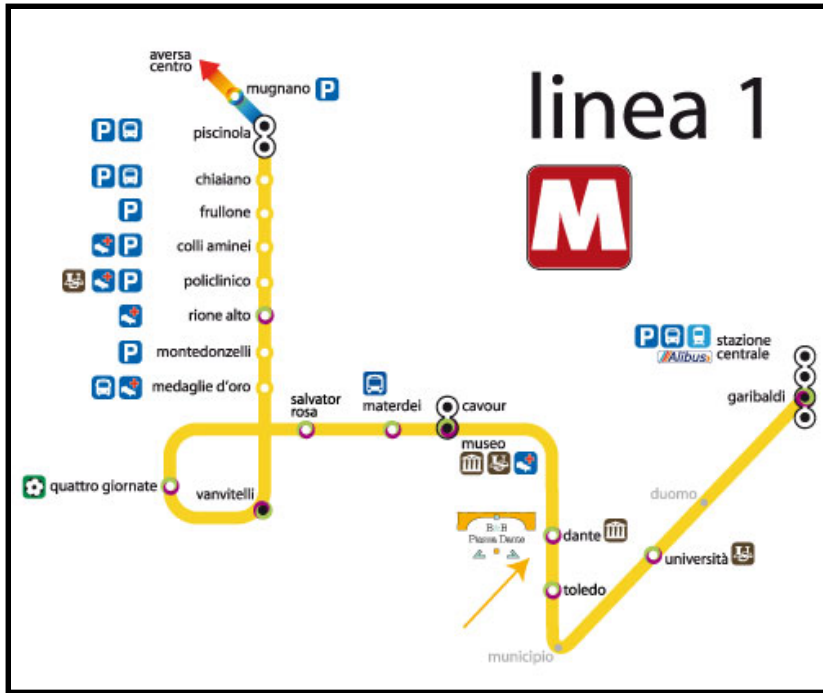 aversa
centro
mugnano P
linea 1
P piscinola
P chiaiano
P frullone
P colli aminei
P policlinico
rione alto
P montedonzelli
medaglie d'oro
M
P
Alibus
stazione
centrale
garibaldi
salvator
rosa
materdei
cavour
museo
quattro giornate
vanvitelli
duomo
B&B
Piazza Dante
dante
università
toledo
municipio